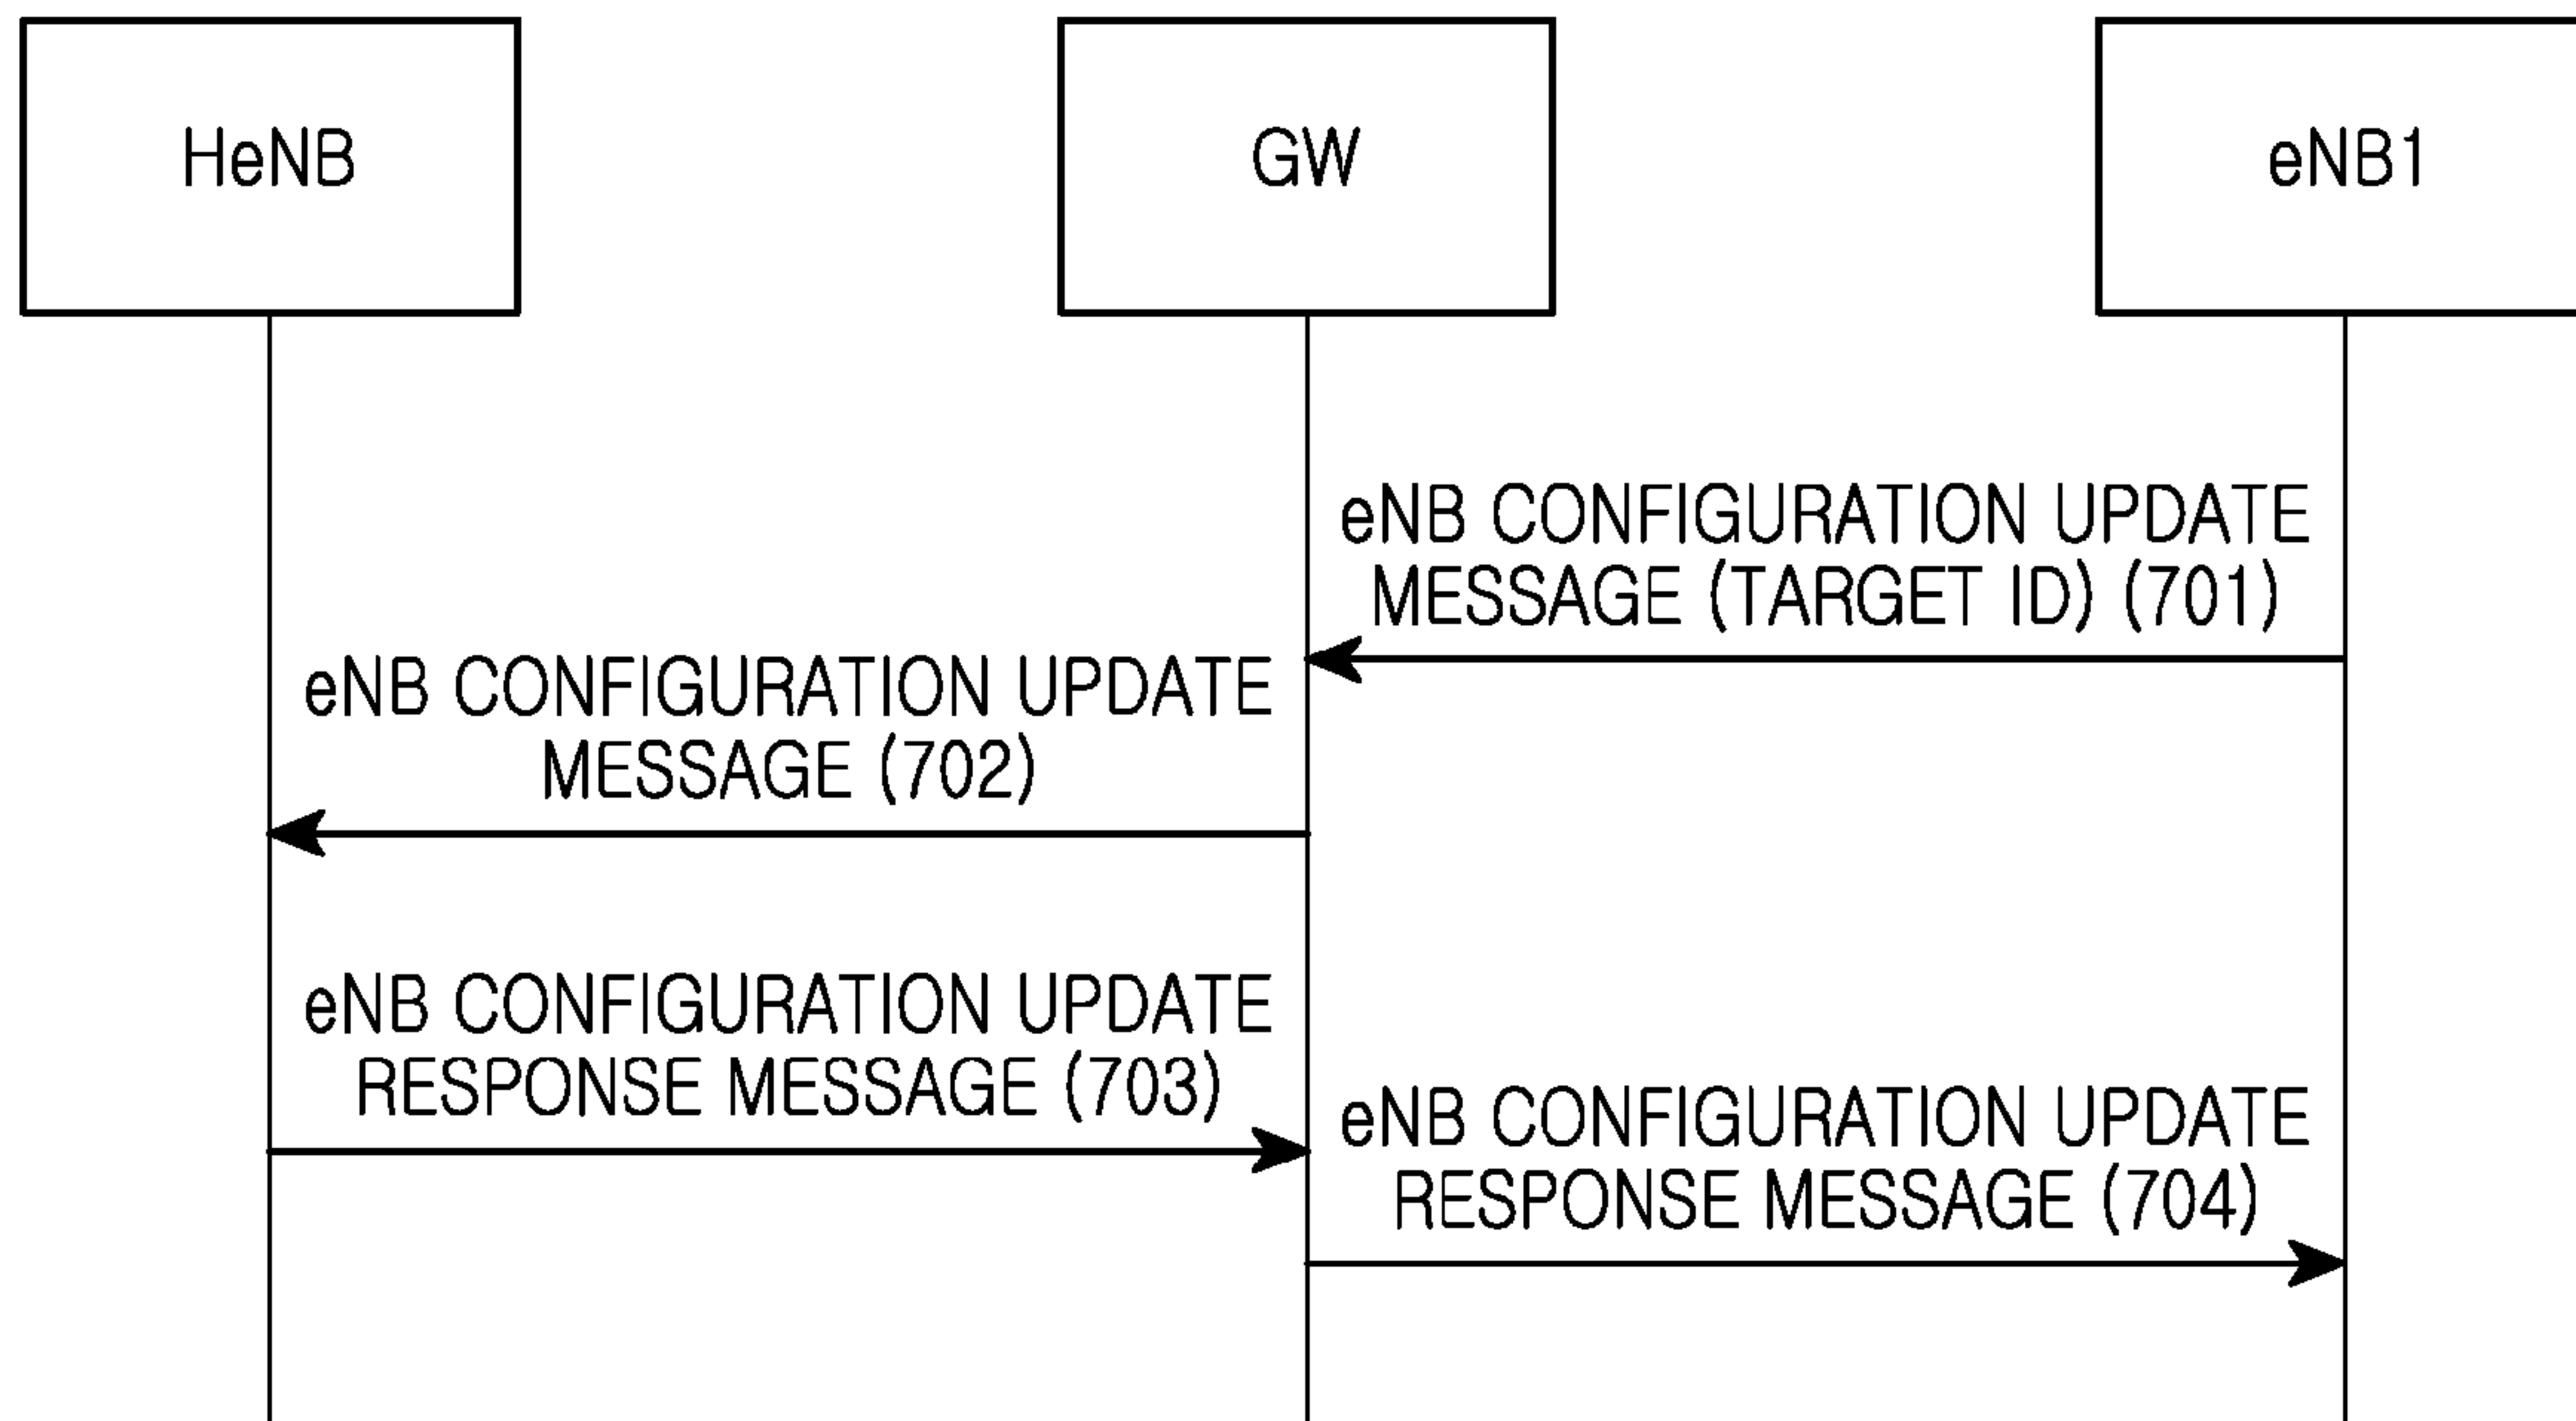 HeNB
GW
eNB1
eNB CONFIGURATION UPDATE
MESSAGE (TARGET ID) (701)
eNB CONFIGURATION UPDATE
MESSAGE (702)
eNB CONFIGURATION UPDATE
RESPONSE MESSAGE (703)
eNB CONFIGURATION UPDATE
RESPONSE MESSAGE (704)